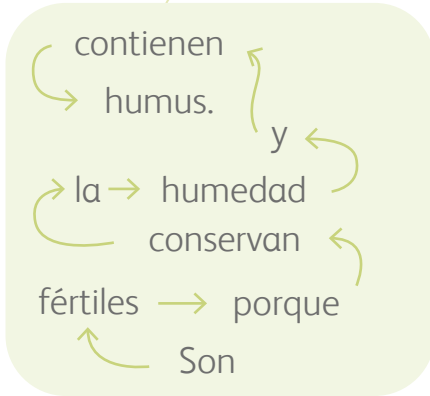 contienen
humus.
y
la humedad
conservan
fértiles porque
Son